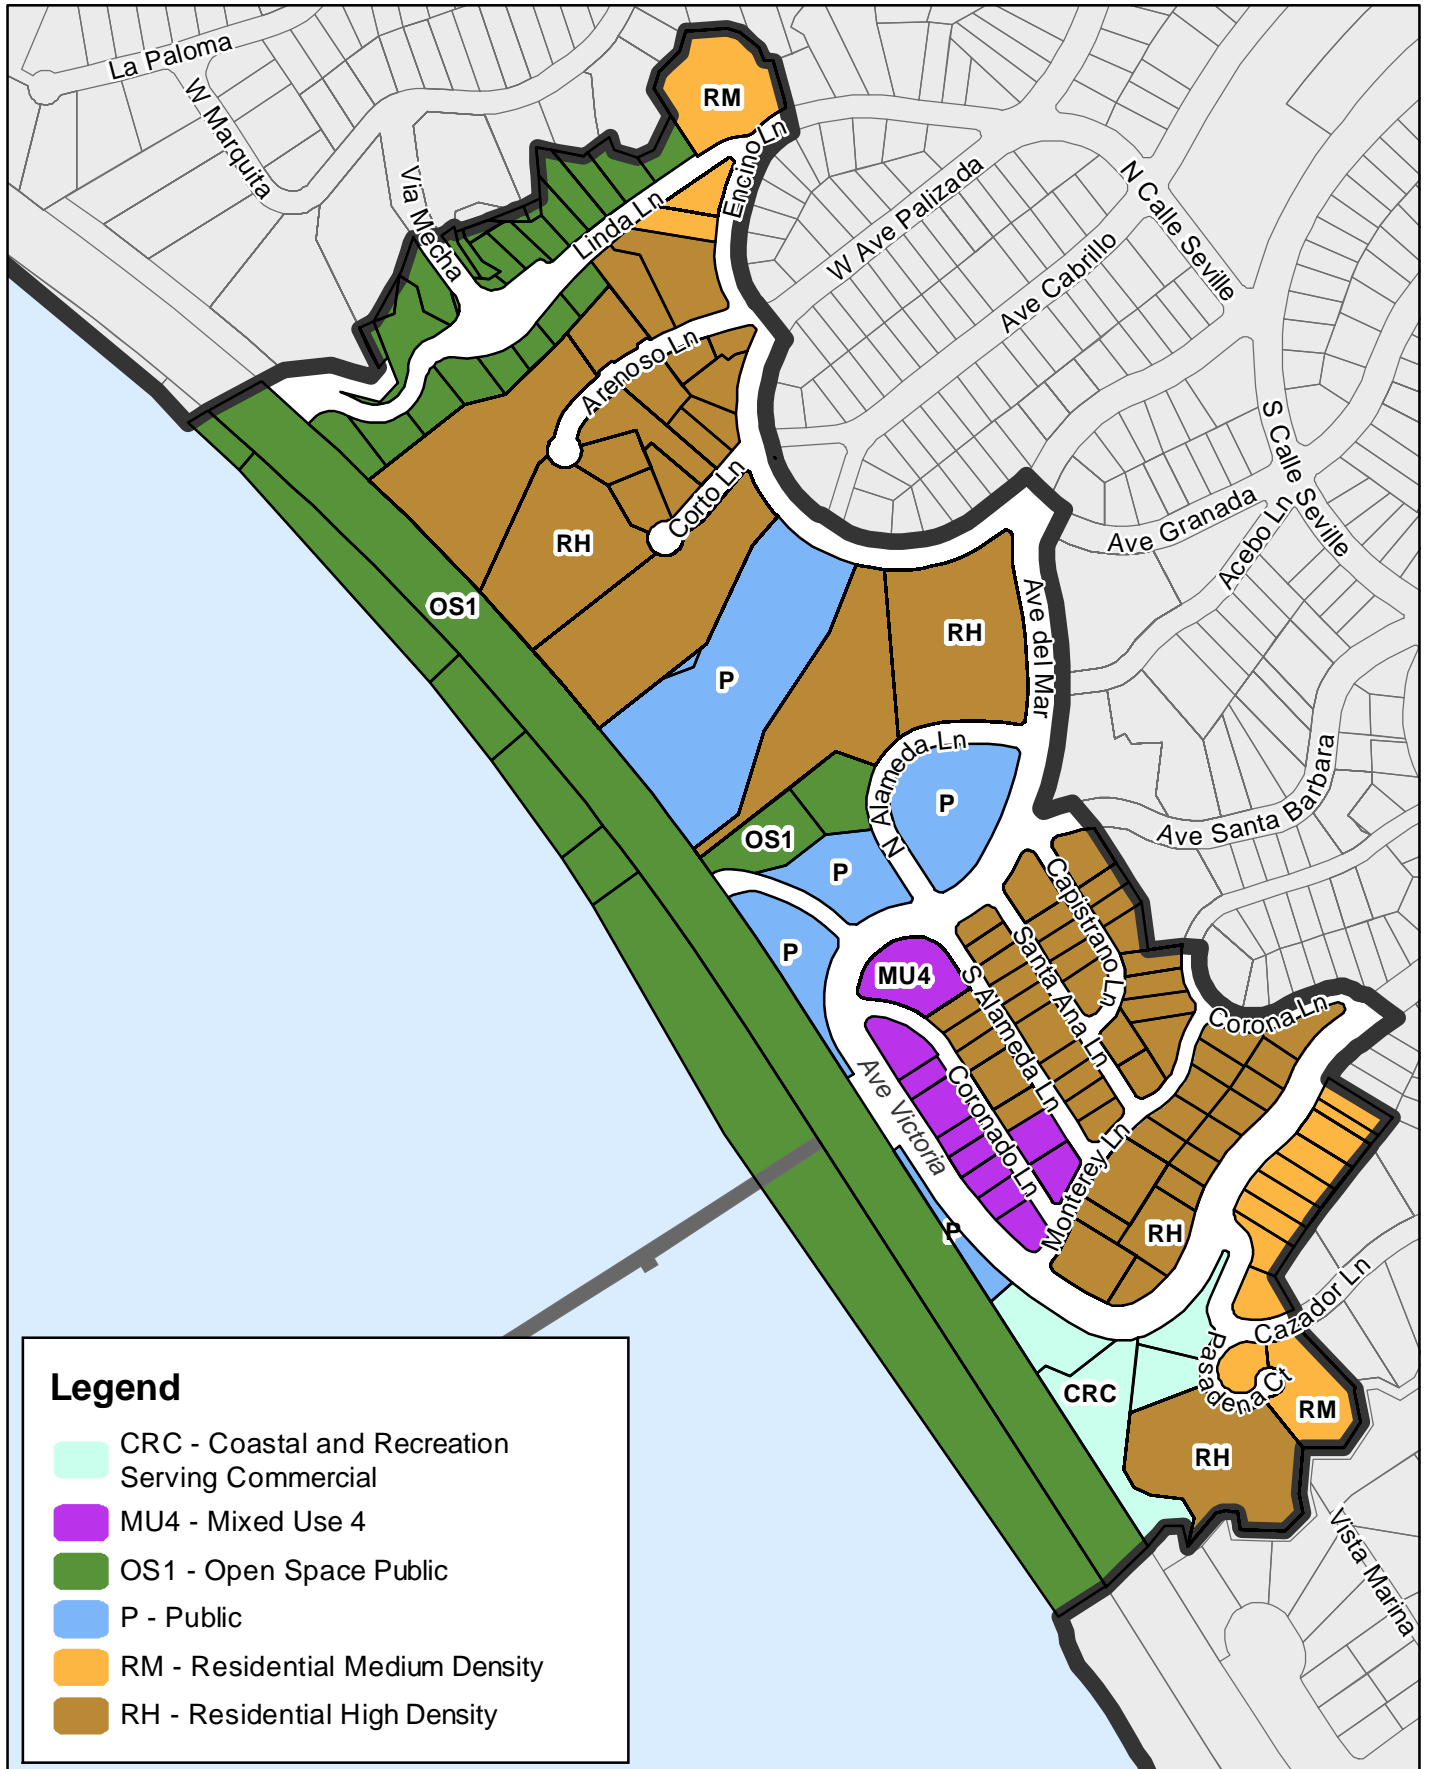 La Paloma
W Marquita
Via Mecha
RM
Encino Ln
Linda Ln
W Ave Palizada
N Calle Seville
Ave Cabrillo
Arenoso Ln
S Calle Seville
Corto Ln
Ave Granada
Acebo Ln
RH
OS1
RH
Ave del Mar
P
N Alameda Ln
P
Ave Santa Barbara
OS1
P
Capistrano Ln
P
MU4
Santa Ana Ln
S Alameda Ln
Corona Ln
Ave Victoria
Coronado Ln
Monterey Ln
P
RH
Cazador Ln
Pasadena Ct
CRC
RM
RH
Vista Marina
Legend
CRC - Coastal and Recreation
Serving Commercial
MU4 - Mixed Use 4
OS1 - Open Space Public
P - Public
RM - Residential Medium Density
RH - Residential High Density